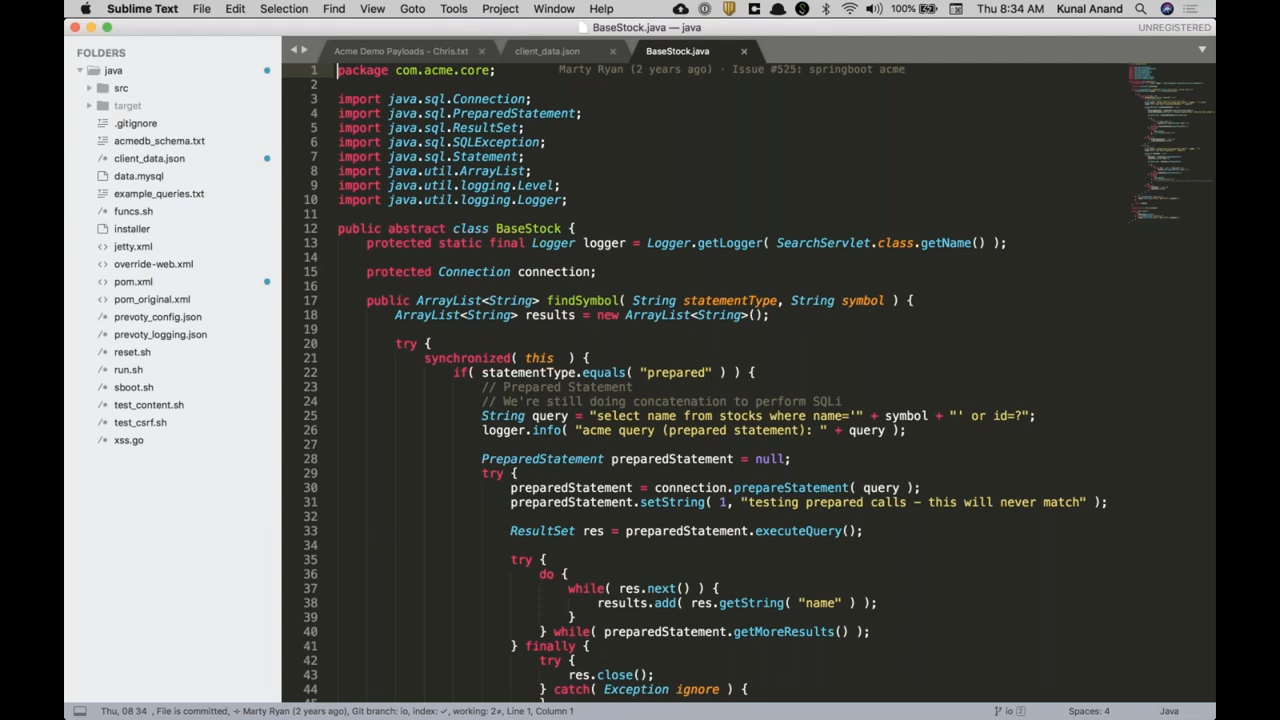 Sublime Text File Edit Selection Find View Goto Tools Project Window Help 100% Thu 8:34 AM Kunal Anand
BaseStock.java — java UNREGISTERED
FOLDERS
java
src
target
.gitignore
acmedb_schema.txt
client_data.json
data.mysql
example_queries.txt
funcs.sh
installer
jetty.xml
override-web.xml
pom.xml
pom_original.xml
prevoty_config.json
prevoty_logging.json
reset.sh
run.sh
sboot.sh
test_content.sh
test_csrf.sh
xss.go
Acme Demo Payloads - Chris.txt client_data.json BaseStock.java
1 package com.acme.core; Marty Ryan (2 years ago) · Issue #525: springboot acme
2
3 import java.sql.Connection;
4 import java.sql.PreparedStatement;
5 import java.sql.ResultSet;
6 import java.sql.SQLException;
7 import java.sql.Statement;
8 import java.util.ArrayList;
9 import java.util.logging.Level;
10 import java.util.logging.Logger;
11
12 public abstract class BaseStock {
13 protected static final Logger logger = Logger.getLogger( SearchServlet.class.getName() );
14
15 protected Connection connection;
16
17 public ArrayList<String> findSymbol( String statementType, String symbol ) {
18 ArrayList<String> results = new ArrayList<String>();
19
20 try {
21 synchronized( this ) {
22 if( statementType.equals( "prepared" ) ) {
23 // Prepared Statement
24 // We're still doing concatenation to perform SQLi
25 String query = "select name from stocks where name='" + symbol + "' or id=?";
26 logger.info( "acme query (prepared statement): " + query );
27
28 PreparedStatement preparedStatement = null;
29 try {
30 preparedStatement = connection.prepareStatement( query );
31 preparedStatement.setString( 1, "testing prepared calls – this will never match" );
32
33 ResultSet res = preparedStatement.executeQuery();
34
35 try {
36 do {
37 while( res.next() ) {
38 results.add( res.getString( "name" ) );
39 }
40 } while( preparedStatement.getMoreResults() );
41 } finally {
42 try {
43 res.close();
44 } catch( Exception ignore ) {
Thu, 08 34 , File is committed, → Marty Ryan (2 years ago), Git branch: io, index: ✓, working: 2≠, Line 1, Column 1 io 2 Spaces: 4 Java